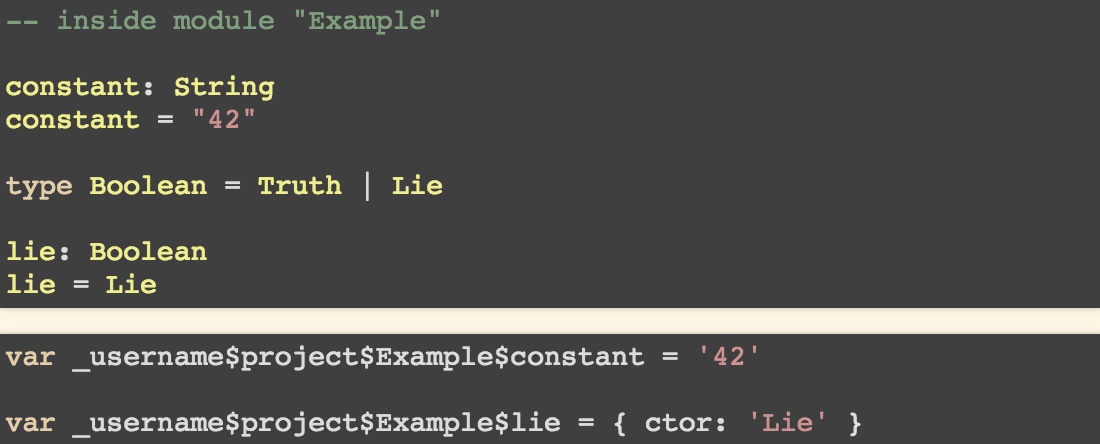 -- inside module "Example"
constant: String
constant = "42"
type Boolean = Truth | Lie
lie: Boolean
lie = Lie
var _username$project$Example$constant = '42'
var _username$project$Example$lie = { ctor: 'Lie' }